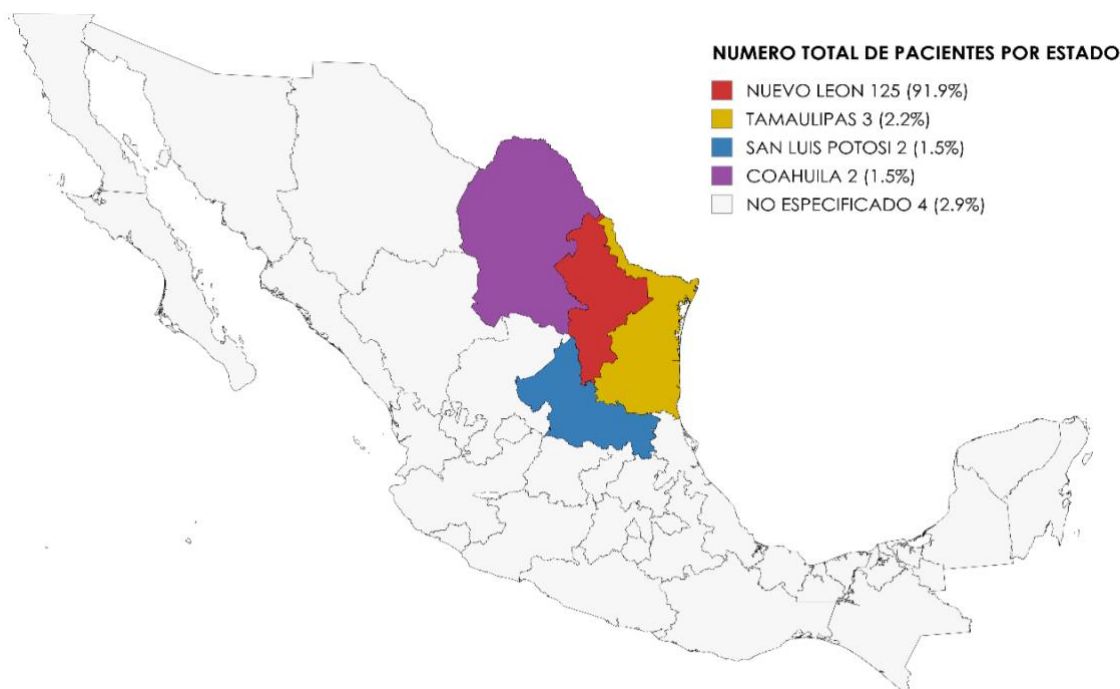 NUMERO TOTAL DE PACIENTES POR ESTADO
NUEVO LEON 125 (91.9%)
TAMAULIPAS 3 (2.2%)
SAN LUIS POTOSI 2 (1.5%)
COAHUILA 2 (1.5%)
NO ESPECIFICADO 4 (2.9%)